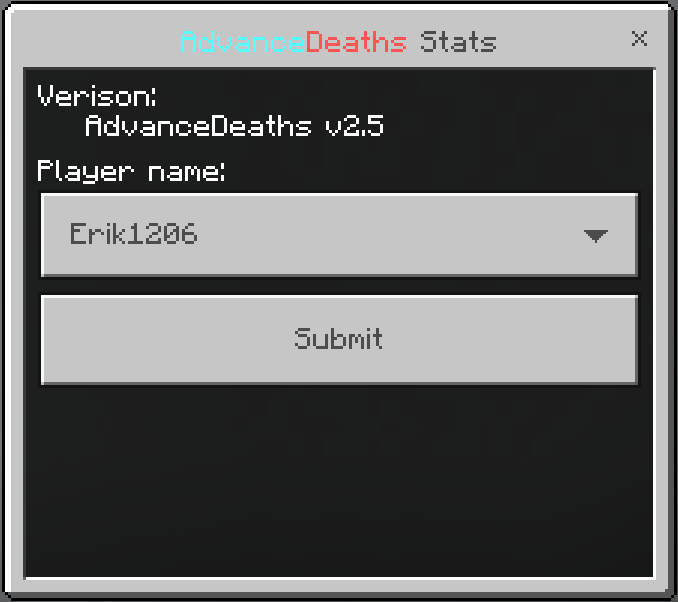 AdvanceDeaths Stats
Verison:
AdvanceDeaths v2.5
Player name:
Erik1206
Submit